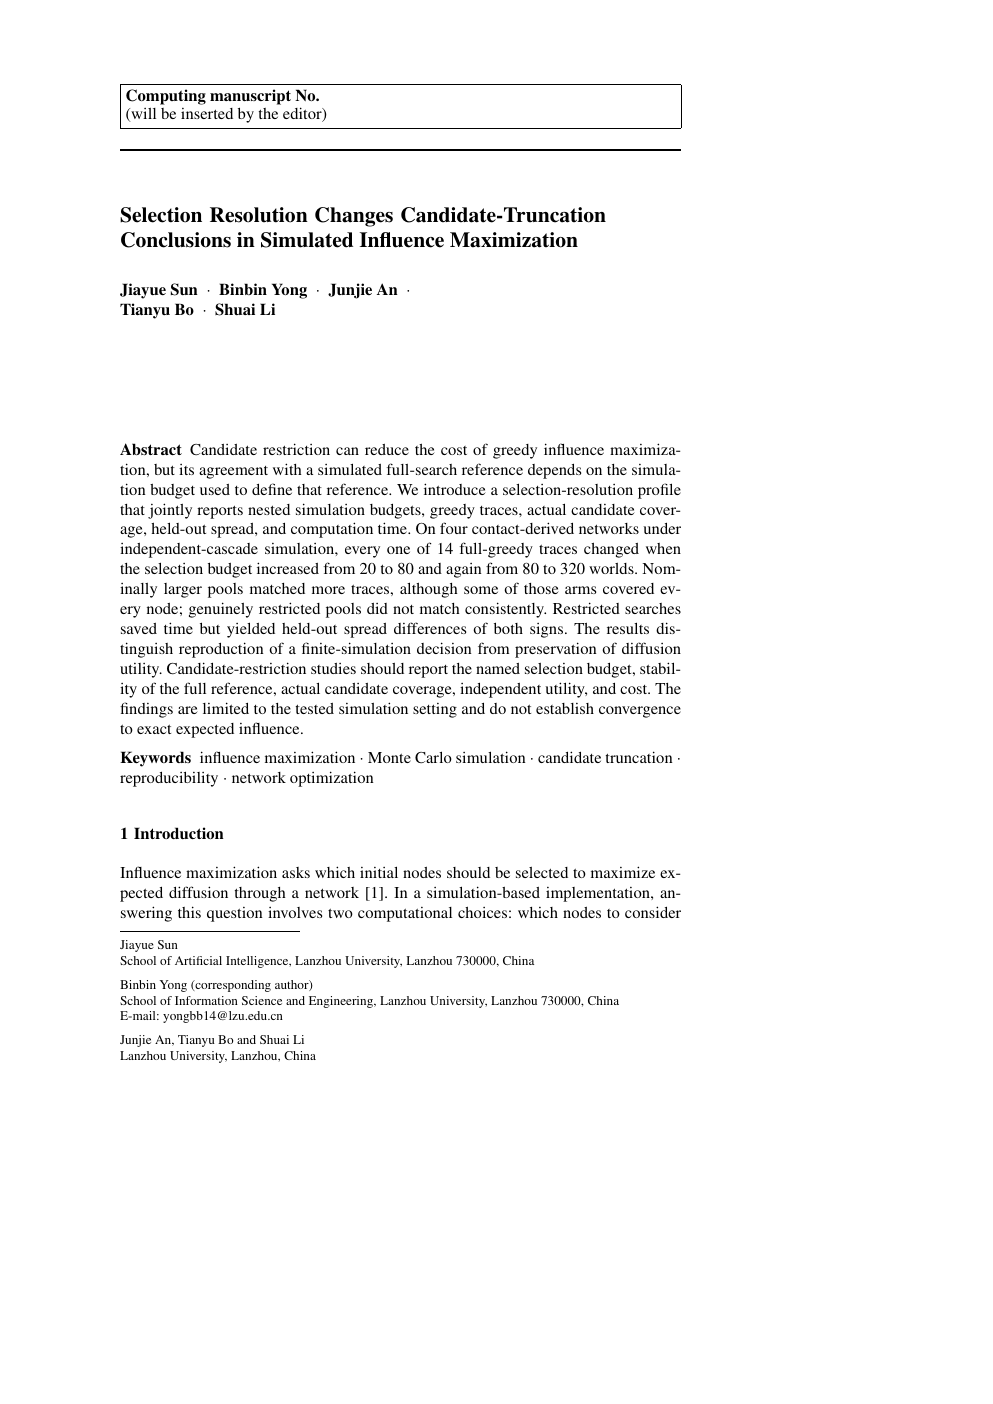 Computing manuscript No.
(will be inserted by the editor)
Selection Resolution Changes Candidate-Truncation
Conclusions in Simulated Influence Maximization
Jiayue Sun · Binbin Yong · Junjie An ·
Tianyu Bo · Shuai Li
Abstract Candidate restriction can reduce the cost of greedy influence maximiza-
tion, but its agreement with a simulated full-search reference depends on the simula-
tion budget used to define that reference. We introduce a selection-resolution profile
that jointly reports nested simulation budgets, greedy traces, actual candidate cover-
age, held-out spread, and computation time. On four contact-derived networks under
independent-cascade simulation, every one of 14 full-greedy traces changed when
the selection budget increased from 20 to 80 and again from 80 to 320 worlds. Nom-
inally larger pools matched more traces, although some of those arms covered ev-
ery node; genuinely restricted pools did not match consistently. Restricted searches
saved time but yielded held-out spread differences of both signs. The results dis-
tinguish reproduction of a finite-simulation decision from preservation of diffusion
utility. Candidate-restriction studies should report the named selection budget, stabil-
ity of the full reference, actual candidate coverage, independent utility, and cost. The
findings are limited to the tested simulation setting and do not establish convergence
to exact expected influence.
Keywords influence maximization · Monte Carlo simulation · candidate truncation ·
reproducibility · network optimization
1 Introduction
Influence maximization asks which initial nodes should be selected to maximize ex-
pected diffusion through a network [1]. In a simulation-based implementation, an-
swering this question involves two computational choices: which nodes to consider
Jiayue Sun
School of Artificial Intelligence, Lanzhou University, Lanzhou 730000, China
Binbin Yong (corresponding author)
School of Information Science and Engineering, Lanzhou University, Lanzhou 730000, China
E-mail: yongbb14@lzu.edu.cn
Junjie An, Tianyu Bo and Shuai Li
Lanzhou University, Lanzhou, China